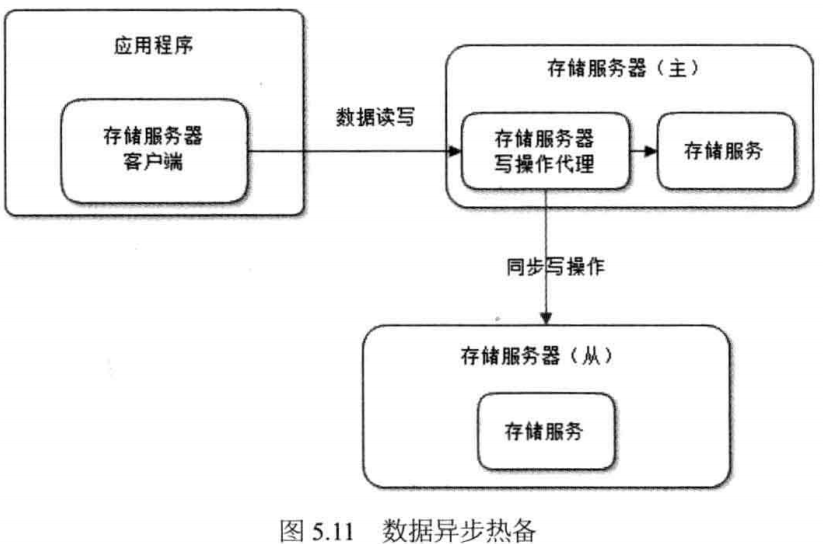 应用程序
存储服务器
客户端
数据读写
存储服务器（主）
存储服务器
写操作代理
存储服务
同步写操作
存储服务器（从）
存储服务
图 5.11 数据异步热备